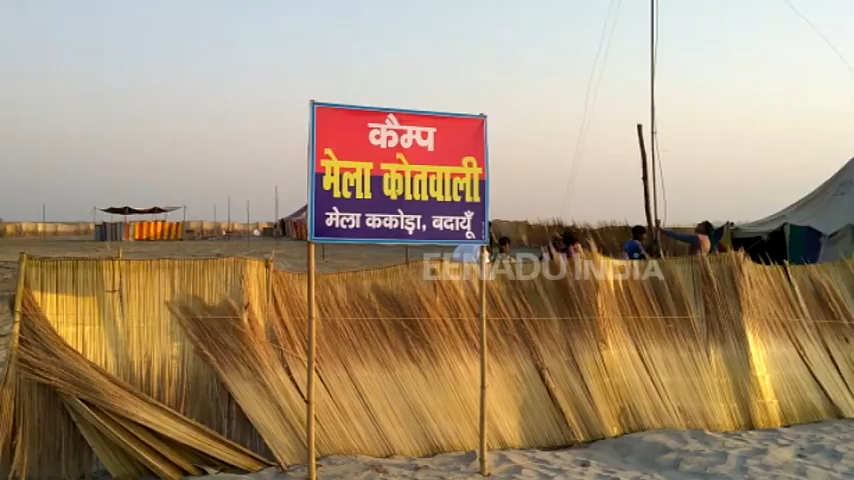 कैम्प
मेला कोतवाली
मेला ककोड़ा, बदायूँ
EENADU INDIA